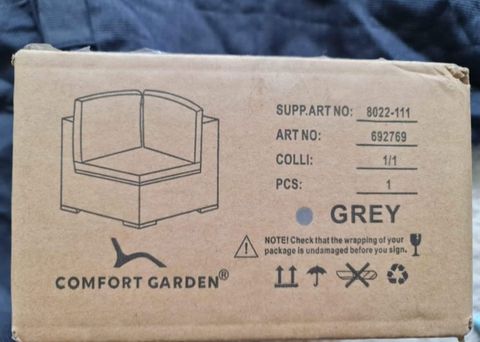 SUPP.ART NO: 8022-111
ART NO: 692769
COLLI: 1/1
PCS: 1
GREY
NOTE! Check that the wrapping of your
package is undamaged before you sign.
COMFORT GARDEN®